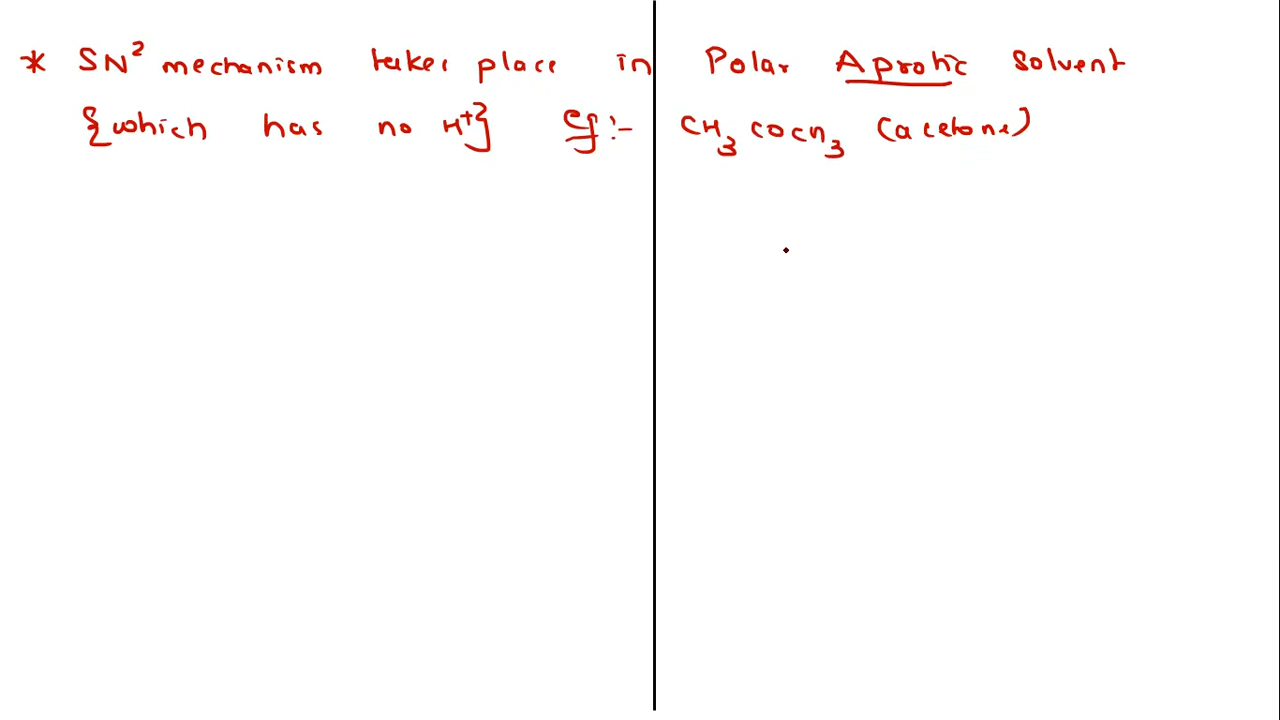 * SN² mechanism takes place in Polar Aprotic Solvent
{which has no H⁺} eg:- CH₃COCH₃ (acetone)